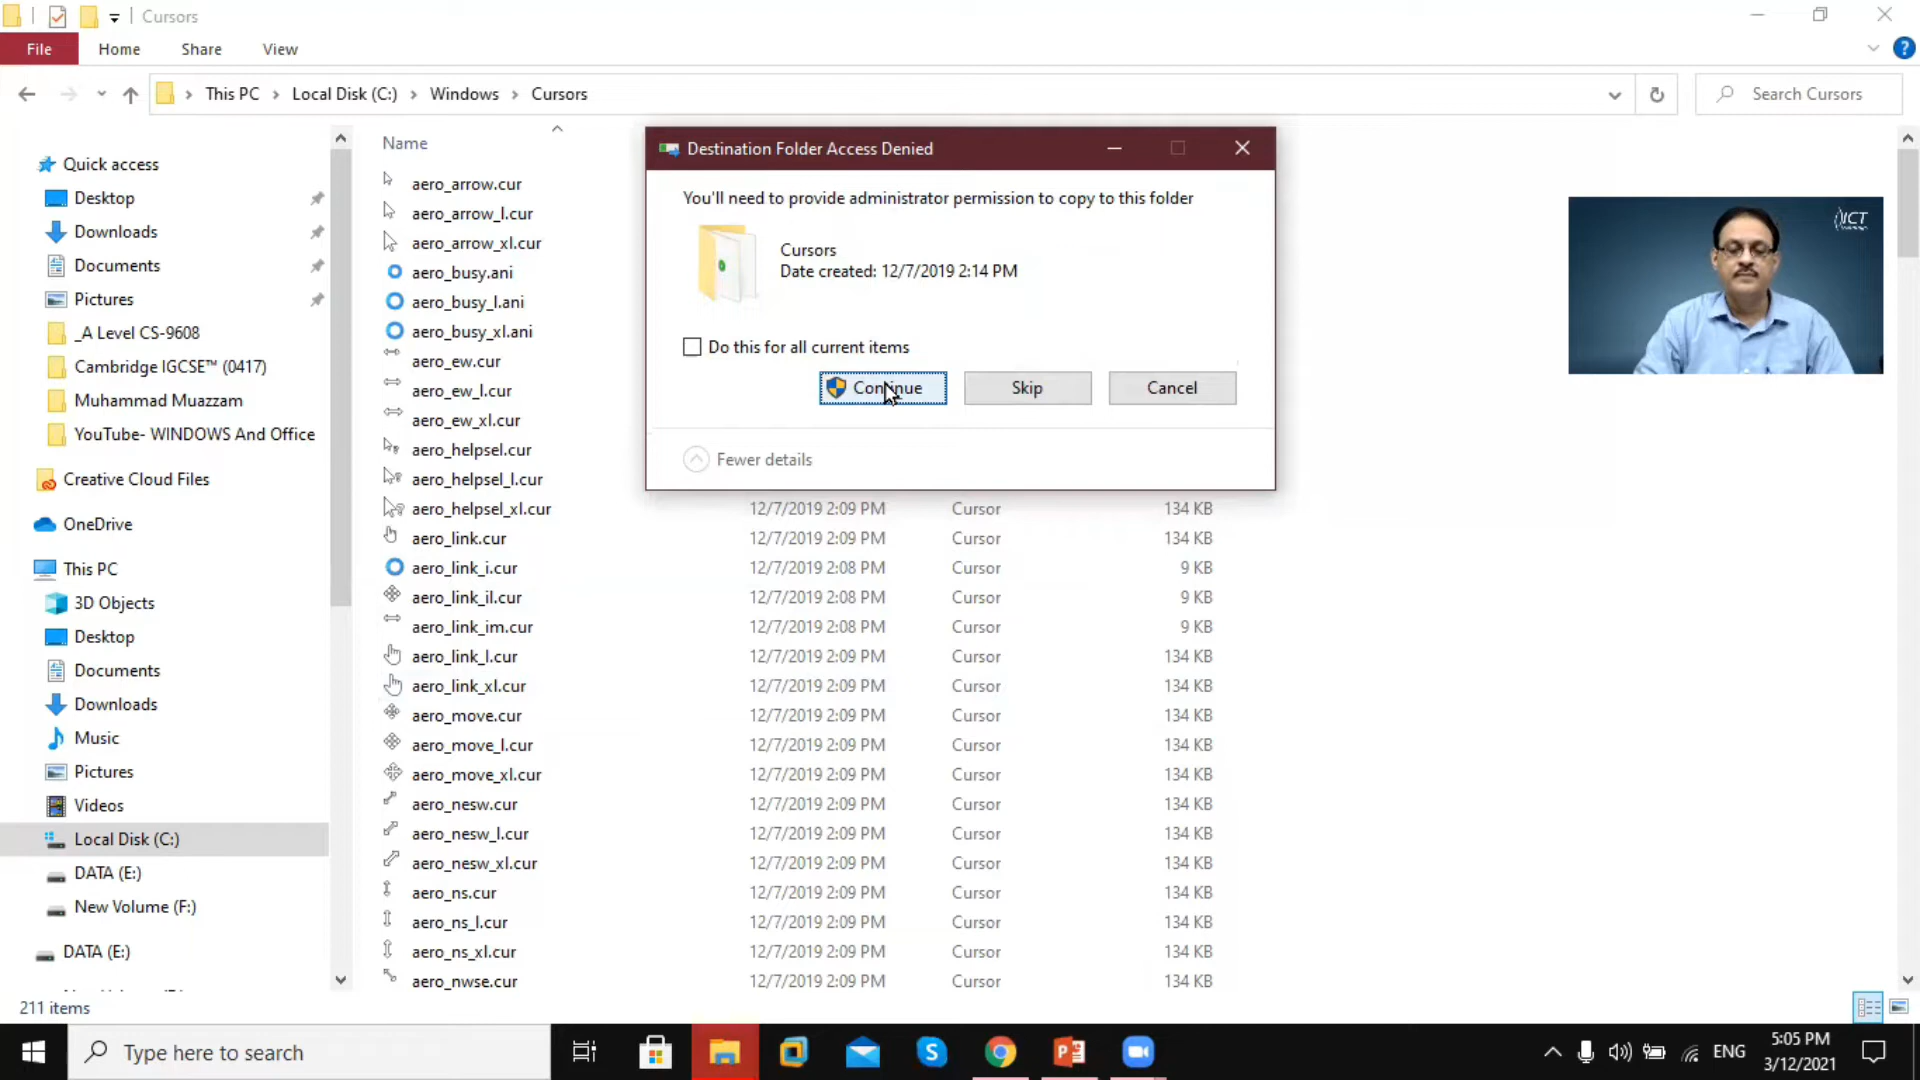 Cursors
File Home Share View
This PC Local Disk (C:) Windows Cursors
Search Cursors
Quick access
Desktop
Downloads
Documents
Pictures
_A Level CS-9608
Cambridge IGCSE™ (0417)
Muhammad Muazzam
YouTube- WINDOWS And Office
Creative Cloud Files
OneDrive
This PC
3D Objects
Desktop
Documents
Downloads
Music
Pictures
Videos
Local Disk (C:)
DATA (E:)
New Volume (F:)
DATA (E:)
Name
aero_arrow.cur
aero_arrow_l.cur
aero_arrow_xl.cur
aero_busy.ani
aero_busy_l.ani
aero_busy_xl.ani
aero_ew.cur
aero_ew_l.cur
aero_ew_xl.cur
aero_helpsel.cur
aero_helpsel_l.cur
aero_helpsel_xl.cur 12/7/2019 2:09 PM Cursor 134 KB
aero_link.cur 12/7/2019 2:09 PM Cursor 134 KB
aero_link_i.cur 12/7/2019 2:08 PM Cursor 9 KB
aero_link_il.cur 12/7/2019 2:08 PM Cursor 9 KB
aero_link_im.cur 12/7/2019 2:08 PM Cursor 9 KB
aero_link_l.cur 12/7/2019 2:09 PM Cursor 134 KB
aero_link_xl.cur 12/7/2019 2:09 PM Cursor 134 KB
aero_move.cur 12/7/2019 2:09 PM Cursor 134 KB
aero_move_l.cur 12/7/2019 2:09 PM Cursor 134 KB
aero_move_xl.cur 12/7/2019 2:09 PM Cursor 134 KB
aero_nesw.cur 12/7/2019 2:09 PM Cursor 134 KB
aero_nesw_l.cur 12/7/2019 2:09 PM Cursor 134 KB
aero_nesw_xl.cur 12/7/2019 2:09 PM Cursor 134 KB
aero_ns.cur 12/7/2019 2:09 PM Cursor 134 KB
aero_ns_l.cur 12/7/2019 2:09 PM Cursor 134 KB
aero_ns_xl.cur 12/7/2019 2:09 PM Cursor 134 KB
aero_nwse.cur 12/7/2019 2:09 PM Cursor 134 KB
Destination Folder Access Denied
You'll need to provide administrator permission to copy to this folder
Cursors
Date created: 12/7/2019 2:14 PM
Do this for all current items
Continue Skip Cancel
Fewer details
ICT
211 items
Type here to search
ENG
5:05 PM
3/12/2021